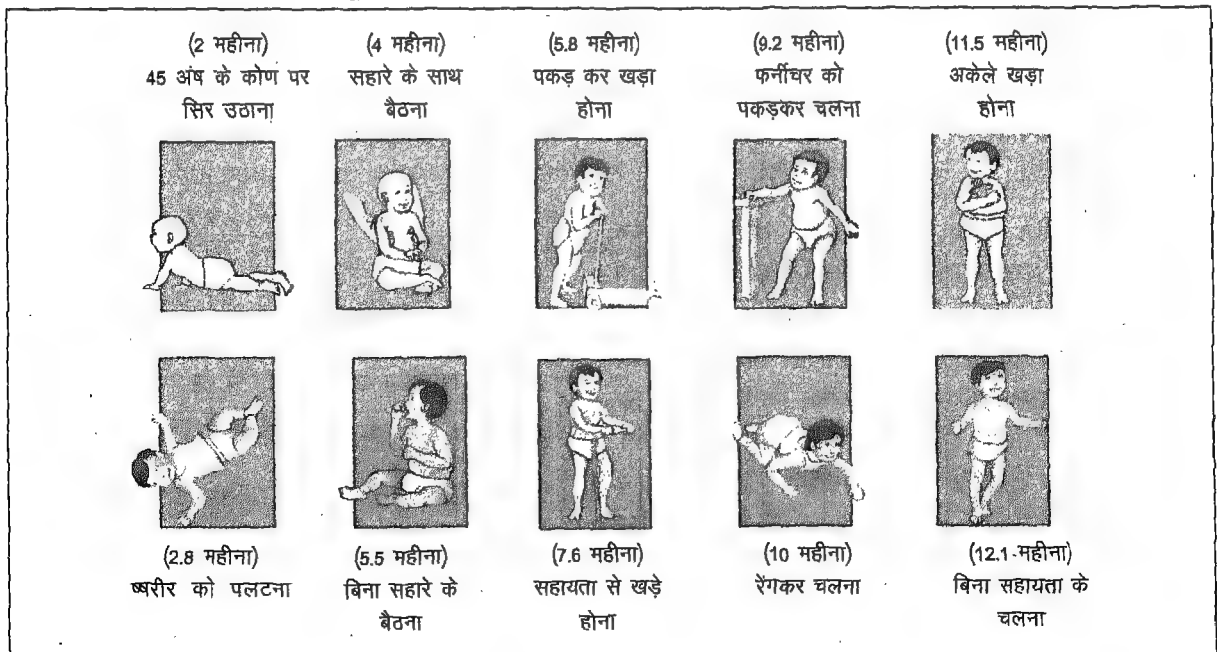 (2 महीना)
45 अंष के कोण पर
सिर उठाना
(4 महीना)
सहारे के साथ
बैठना
(5.8 महीना)
पकड़ कर खड़ा
होना
(9.2 महीना)
फर्नीचर को
पकड़कर चलना
(11.5 महीना)
अकेले खड़ा
होना
(2.8 महीना)
ष्षरीर को पलटना
(5.5 महीना)
बिना सहारे के
बैठना
(7.6 महीना)
सहायता से खड़े
होना
(10 महीना)
रेंगकर चलना
(12.1 महीना)
बिना सहायता के
चलना